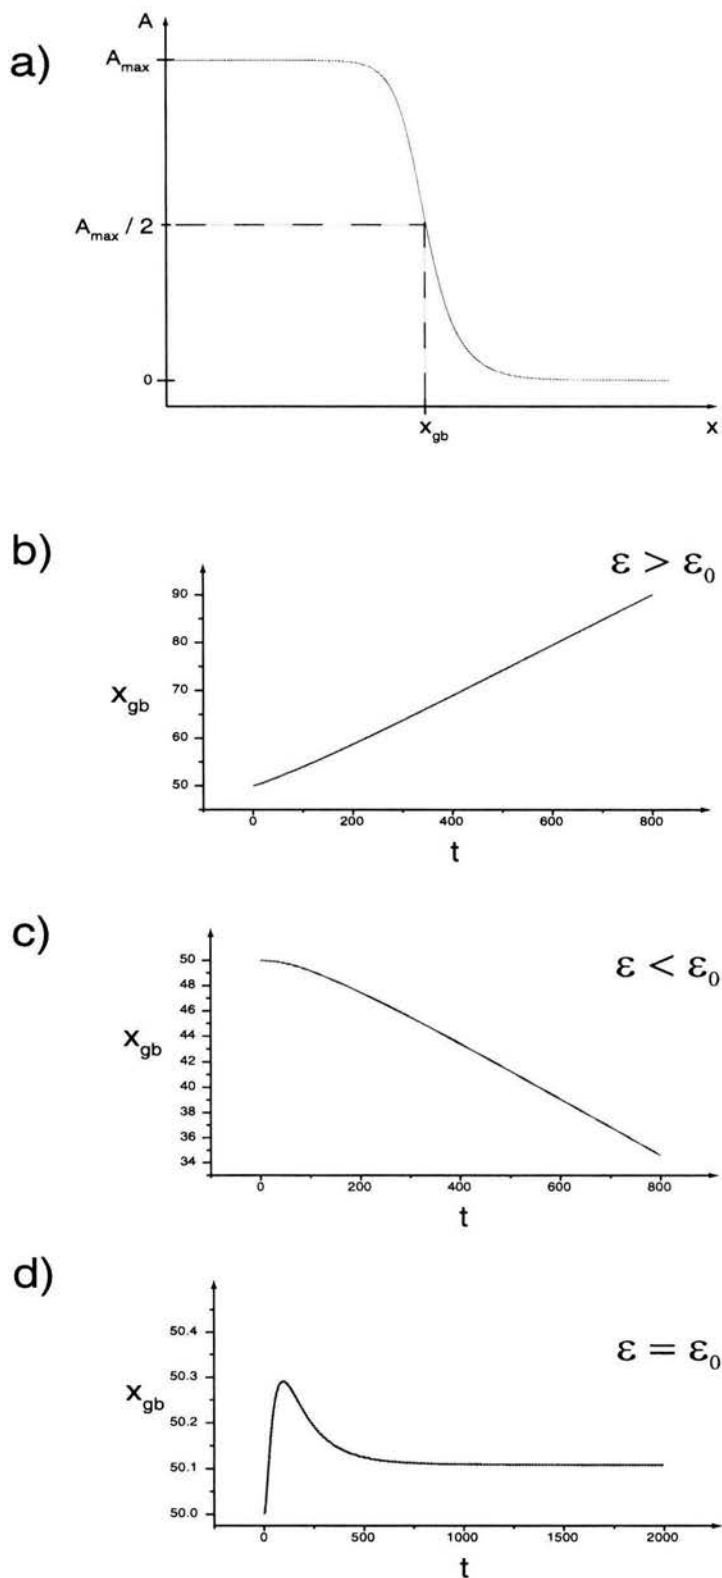 a)
A
A_max
A_max / 2
0
x_gb
x
b)
ε > ε_0
90
80
70
60
50
x_gb
0 200 400 600 800
t
c)
ε < ε_0
50
48
46
44
42
40
38
36
34
x_gb
0 200 400 600 800
t
d)
ε = ε_0
50.4
50.3
50.2
50.1
50.0
x_gb
0 500 1000 1500 2000
t